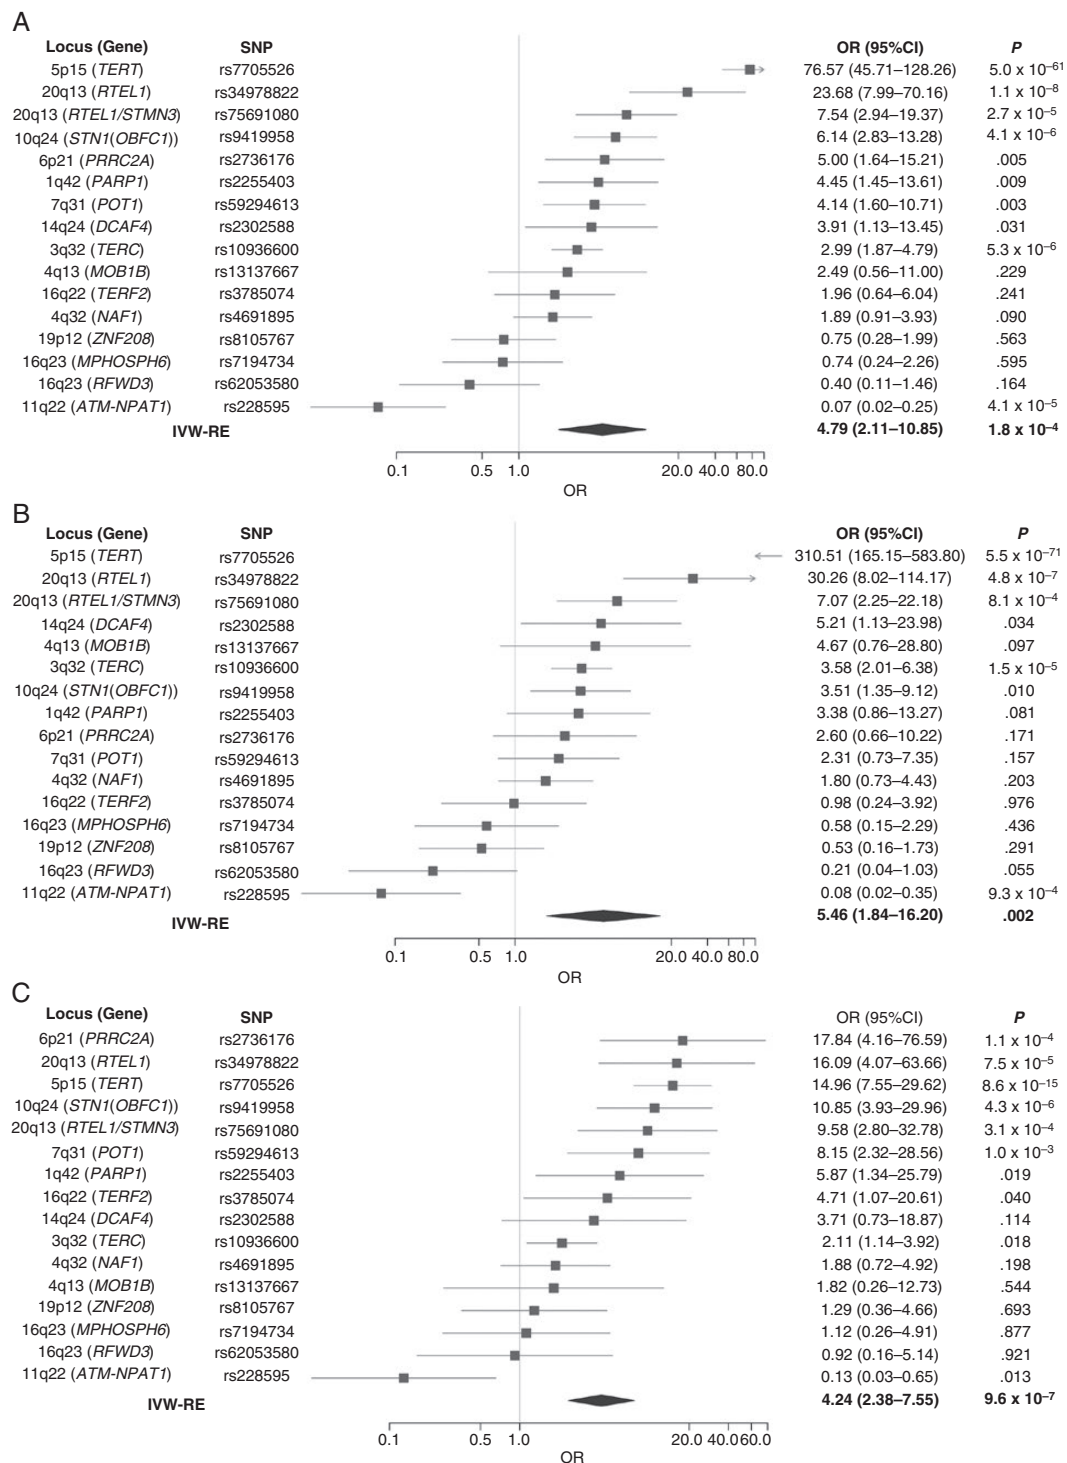 A
Locus (Gene) SNP OR (95%CI) P
5p15 (TERT) rs7705526 76.57 (45.71–128.26) 5.0 x 10–61
20q13 (RTEL1) rs34978822 23.68 (7.99–70.16) 1.1 x 10–8
20q13 (RTEL1/STMN3) rs75691080 7.54 (2.94–19.37) 2.7 x 10–5
10q24 (STN1(OBFC1)) rs9419958 6.14 (2.83–13.28) 4.1 x 10–6
6p21 (PRRC2A) rs2736176 5.00 (1.64–15.21) .005
1q42 (PARP1) rs2255403 4.45 (1.45–13.61) .009
7q31 (POT1) rs59294613 4.14 (1.60–10.71) .003
14q24 (DCAF4) rs2302588 3.91 (1.13–13.45) .031
3q32 (TERC) rs10936600 2.99 (1.87–4.79) 5.3 x 10–6
4q13 (MOB1B) rs13137667 2.49 (0.56–11.00) .229
16q22 (TERF2) rs3785074 1.96 (0.64–6.04) .241
4q32 (NAF1) rs4691895 1.89 (0.91–3.93) .090
19p12 (ZNF208) rs8105767 0.75 (0.28–1.99) .563
16q23 (MPHOSPH6) rs7194734 0.74 (0.24–2.26) .595
16q23 (RFWD3) rs62053580 0.40 (0.11–1.46) .164
11q22 (ATM-NPAT1) rs228595 0.07 (0.02–0.25) 4.1 x 10–5
IVW-RE 4.79 (2.11–10.85) 1.8 x 10–4
0.1 0.5 1.0 20.0 40.0 80.0
OR
B
Locus (Gene) SNP OR (95%CI) P
5p15 (TERT) rs7705526 310.51 (165.15–583.80) 5.5 x 10–71
20q13 (RTEL1) rs34978822 30.26 (8.02–114.17) 4.8 x 10–7
20q13 (RTEL1/STMN3) rs75691080 7.07 (2.25–22.18) 8.1 x 10–4
14q24 (DCAF4) rs2302588 5.21 (1.13–23.98) .034
4q13 (MOB1B) rs13137667 4.67 (0.76–28.80) .097
3q32 (TERC) rs10936600 3.58 (2.01–6.38) 1.5 x 10–5
10q24 (STN1(OBFC1)) rs9419958 3.51 (1.35–9.12) .010
1q42 (PARP1) rs2255403 3.38 (0.86–13.27) .081
6p21 (PRRC2A) rs2736176 2.60 (0.66–10.22) .171
7q31 (POT1) rs59294613 2.31 (0.73–7.35) .157
4q32 (NAF1) rs4691895 1.80 (0.73–4.43) .203
16q22 (TERF2) rs3785074 0.98 (0.24–3.92) .976
16q23 (MPHOSPH6) rs7194734 0.58 (0.15–2.29) .436
19p12 (ZNF208) rs8105767 0.53 (0.16–1.73) .291
16q23 (RFWD3) rs62053580 0.21 (0.04–1.03) .055
11q22 (ATM-NPAT1) rs228595 0.08 (0.02–0.35) 9.3 x 10–4
IVW-RE 5.46 (1.84–16.20) .002
0.1 0.5 1.0 20.0 40.0 80.0
OR
C
Locus (Gene) SNP OR (95%CI) P
6p21 (PRRC2A) rs2736176 17.84 (4.16–76.59) 1.1 x 10–4
20q13 (RTEL1) rs34978822 16.09 (4.07–63.66) 7.5 x 10–5
5p15 (TERT) rs7705526 14.96 (7.55–29.62) 8.6 x 10–15
10q24 (STN1(OBFC1)) rs9419958 10.85 (3.93–29.96) 4.3 x 10–6
20q13 (RTEL1/STMN3) rs75691080 9.58 (2.80–32.78) 3.1 x 10–4
7q31 (POT1) rs59294613 8.15 (2.32–28.56) 1.0 x 10–3
1q42 (PARP1) rs2255403 5.87 (1.34–25.79) .019
16q22 (TERF2) rs3785074 4.71 (1.07–20.61) .040
14q24 (DCAF4) rs2302588 3.71 (0.73–18.87) .114
3q32 (TERC) rs10936600 2.11 (1.14–3.92) .018
4q32 (NAF1) rs4691895 1.88 (0.72–4.92) .198
4q13 (MOB1B) rs13137667 1.82 (0.26–12.73) .544
19p12 (ZNF208) rs8105767 1.29 (0.36–4.66) .693
16q23 (MPHOSPH6) rs7194734 1.12 (0.26–4.91) .877
16q23 (RFWD3) rs62053580 0.92 (0.16–5.14) .921
11q22 (ATM-NPAT1) rs228595 0.13 (0.03–0.65) .013
IVW-RE 4.24 (2.38–7.55) 9.6 x 10–7
0.1 0.5 1.0 20.0 40.060.0
OR